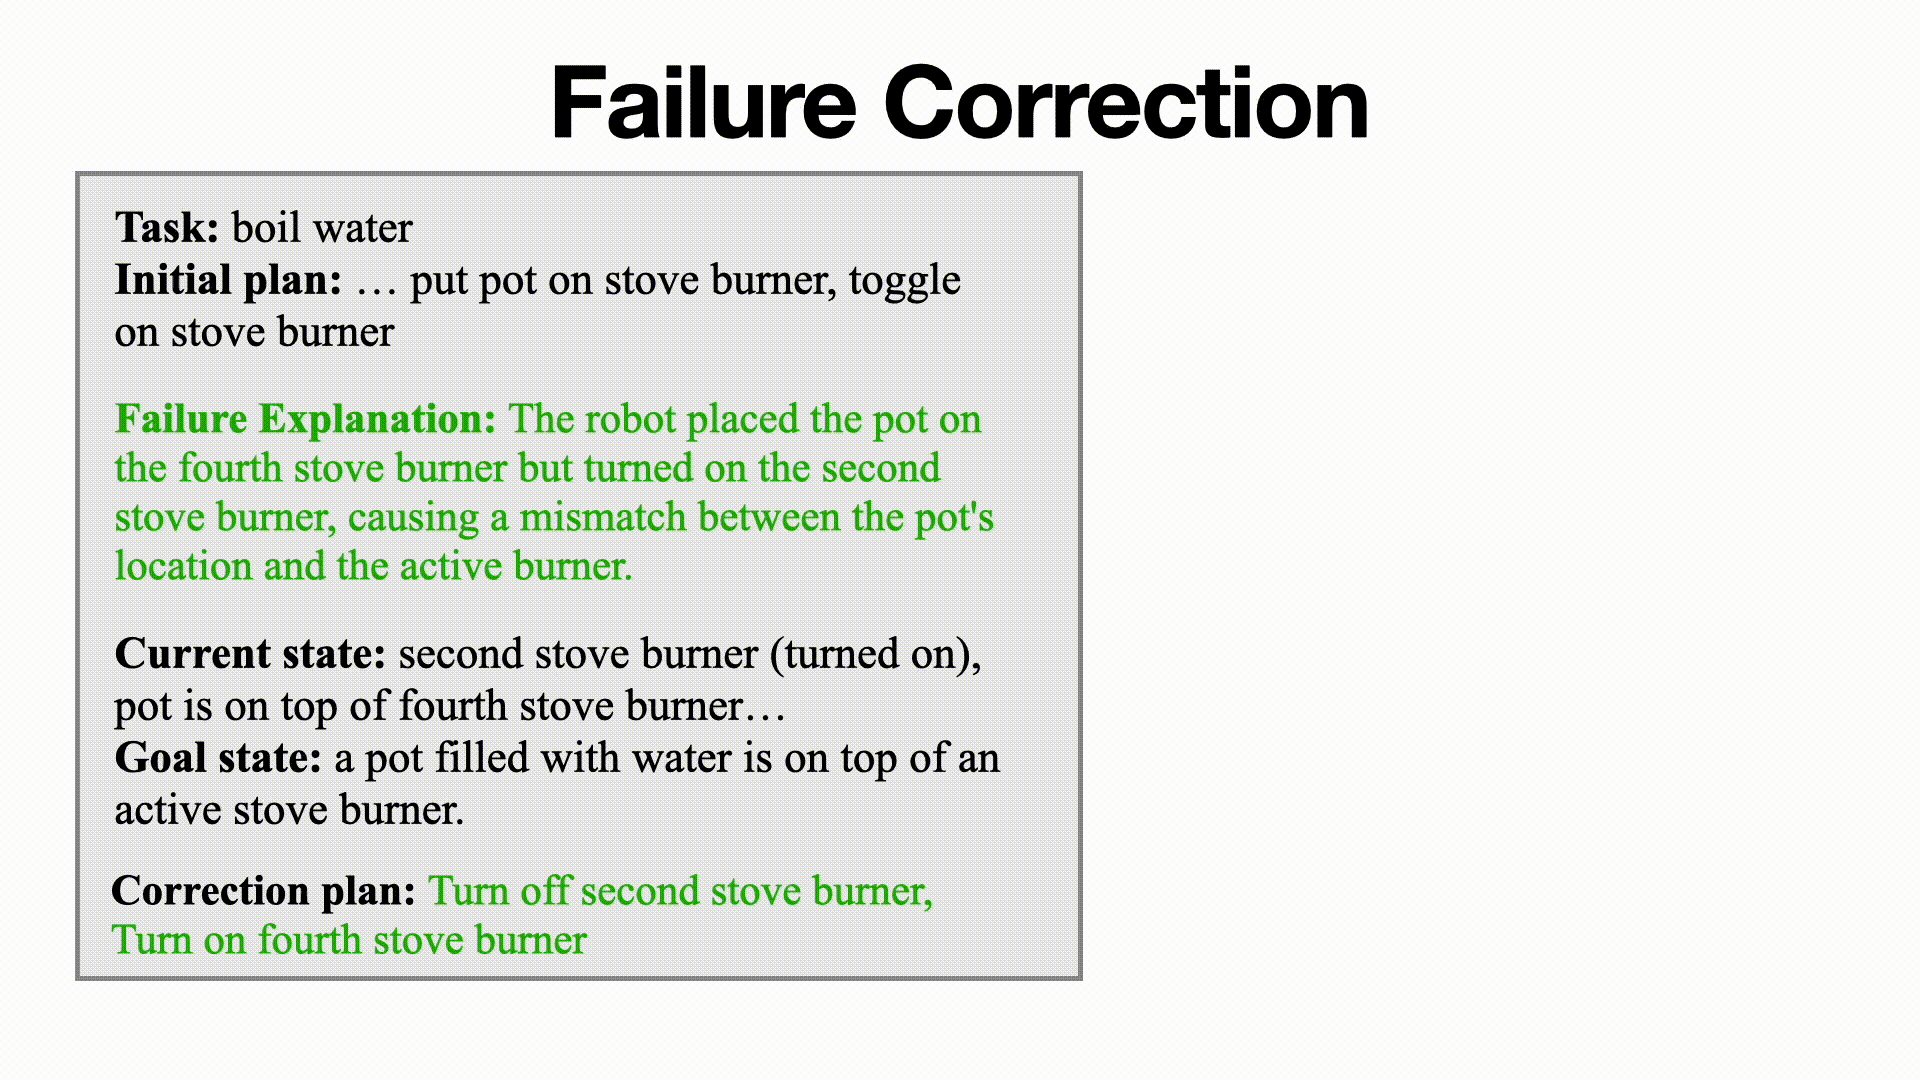 Failure Correction
Task: boil water
Initial plan: … put pot on stove burner, toggle
on stove burner
Failure Explanation: The robot placed the pot on
the fourth stove burner but turned on the second
stove burner, causing a mismatch between the pot's
location and the active burner.
Current state: second stove burner (turned on),
pot is on top of fourth stove burner…
Goal state: a pot filled with water is on top of an
active stove burner.
Correction plan: Turn off second stove burner,
Turn on fourth stove burner